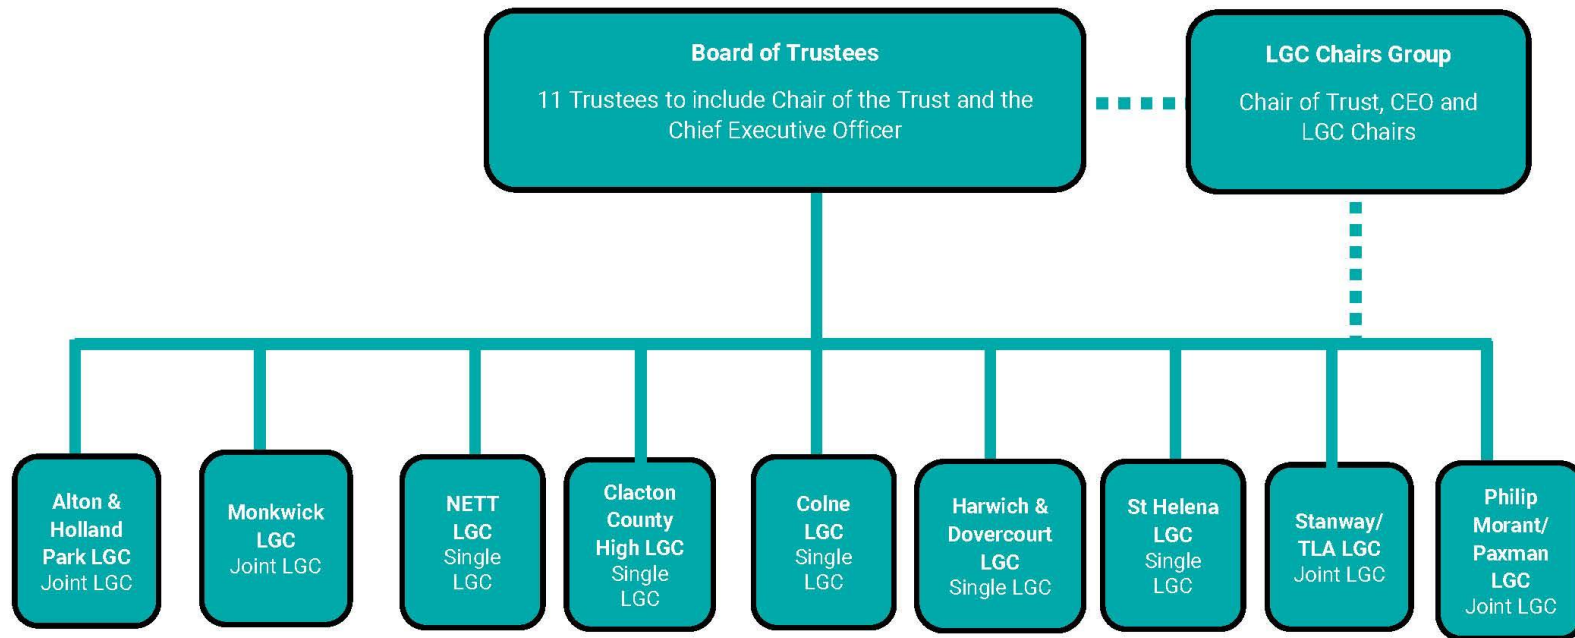 Board of Trustees
11 Trustees to include Chair of the Trust and the
Chief Executive Officer
LGC Chairs Group
Chair of Trust, CEO and
LGC Chairs
Alton &
Holland
Park LGC
Joint LGC
Monkwick
LGC
Joint LGC
NETT
LGC
Single
LGC
Clacton
County
High LGC
Single
LGC
Colne
LGC
Single
LGC
Harwich &
Dovercourt
LGC
Single LGC
St Helena
LGC
Single
LGC
Stanway/
TLA LGC
Joint LGC
Philip
Morant/
Paxman
LGC
Joint LGC